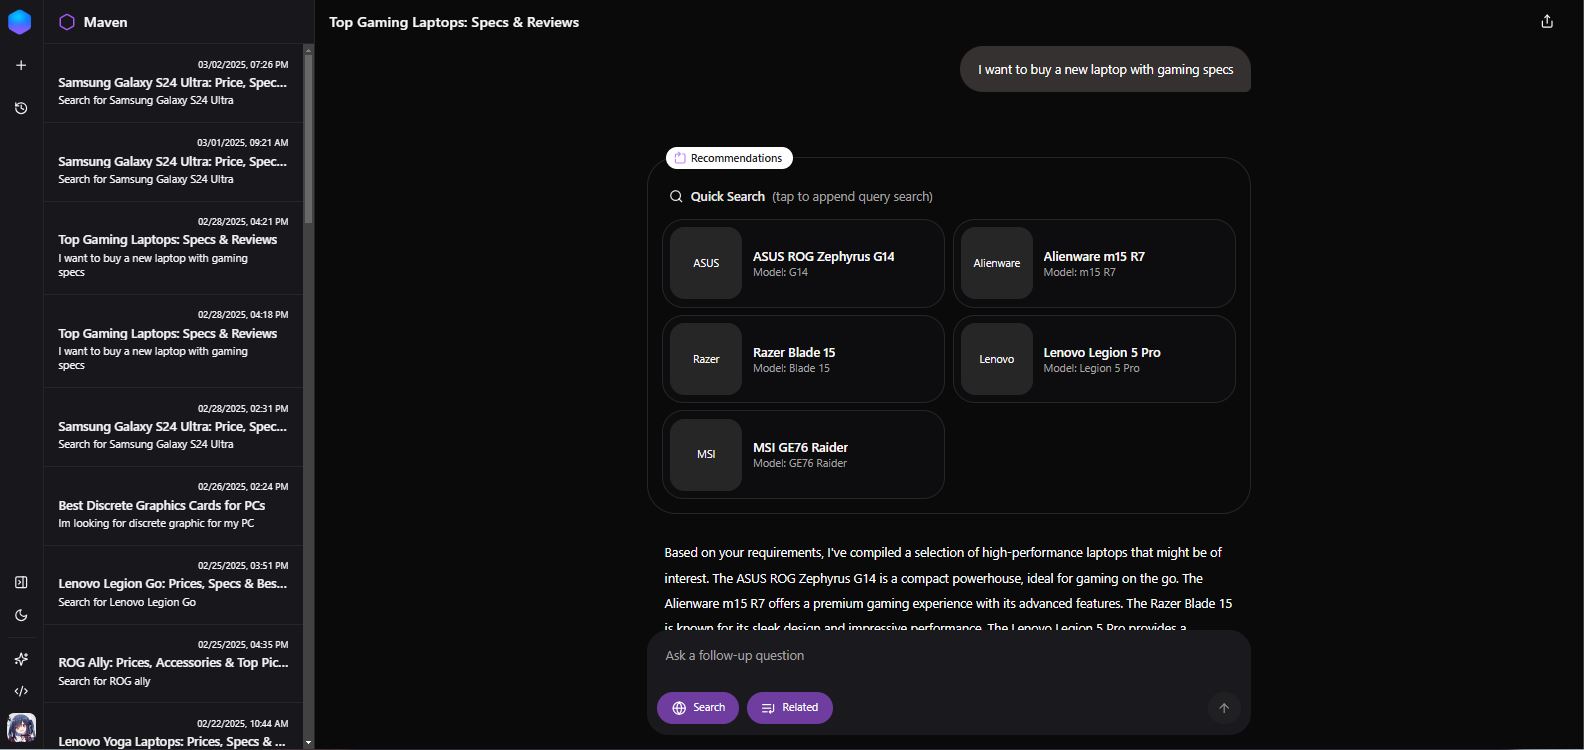 Maven
03/02/2025, 07:26 PM
Samsung Galaxy S24 Ultra: Price, Spec...
Search for Samsung Galaxy S24 Ultra
03/01/2025, 09:21 AM
Samsung Galaxy S24 Ultra: Price, Spec...
Search for Samsung Galaxy S24 Ultra
02/28/2025, 04:21 PM
Top Gaming Laptops: Specs & Reviews
I want to buy a new laptop with gaming
specs
02/28/2025, 04:18 PM
Top Gaming Laptops: Specs & Reviews
I want to buy a new laptop with gaming
specs
02/28/2025, 02:31 PM
Samsung Galaxy S24 Ultra: Price, Spec...
Search for Samsung Galaxy S24 Ultra
02/26/2025, 02:24 PM
Best Discrete Graphics Cards for PCs
Im looking for discrete graphic for my PC
02/25/2025, 03:51 PM
Lenovo Legion Go: Prices, Specs & Bes...
Search for Lenovo Legion Go
02/25/2025, 04:35 PM
ROG Ally: Prices, Accessories & Top Pic...
Search for ROG ally
02/22/2025, 10:44 AM
Lenovo Yoga Laptops: Prices, Specs & ...
Top Gaming Laptops: Specs & Reviews
I want to buy a new laptop with gaming specs
Recommendations
Quick Search (tap to append query search)
ASUS
ASUS ROG Zephyrus G14
Model: G14
Alienware
Alienware m15 R7
Model: m15 R7
Razer
Razer Blade 15
Model: Blade 15
Lenovo
Lenovo Legion 5 Pro
Model: Legion 5 Pro
MSI
MSI GE76 Raider
Model: GE76 Raider
Based on your requirements, I've compiled a selection of high-performance laptops that might be of
interest. The ASUS ROG Zephyrus G14 is a compact powerhouse, ideal for gaming on the go. The
Alienware m15 R7 offers a premium gaming experience with its advanced features. The Razer Blade 15
is known for its sleek design and impressive performance. The Lenovo Legion 5 Pro provides a
Ask a follow-up question
Search
Related